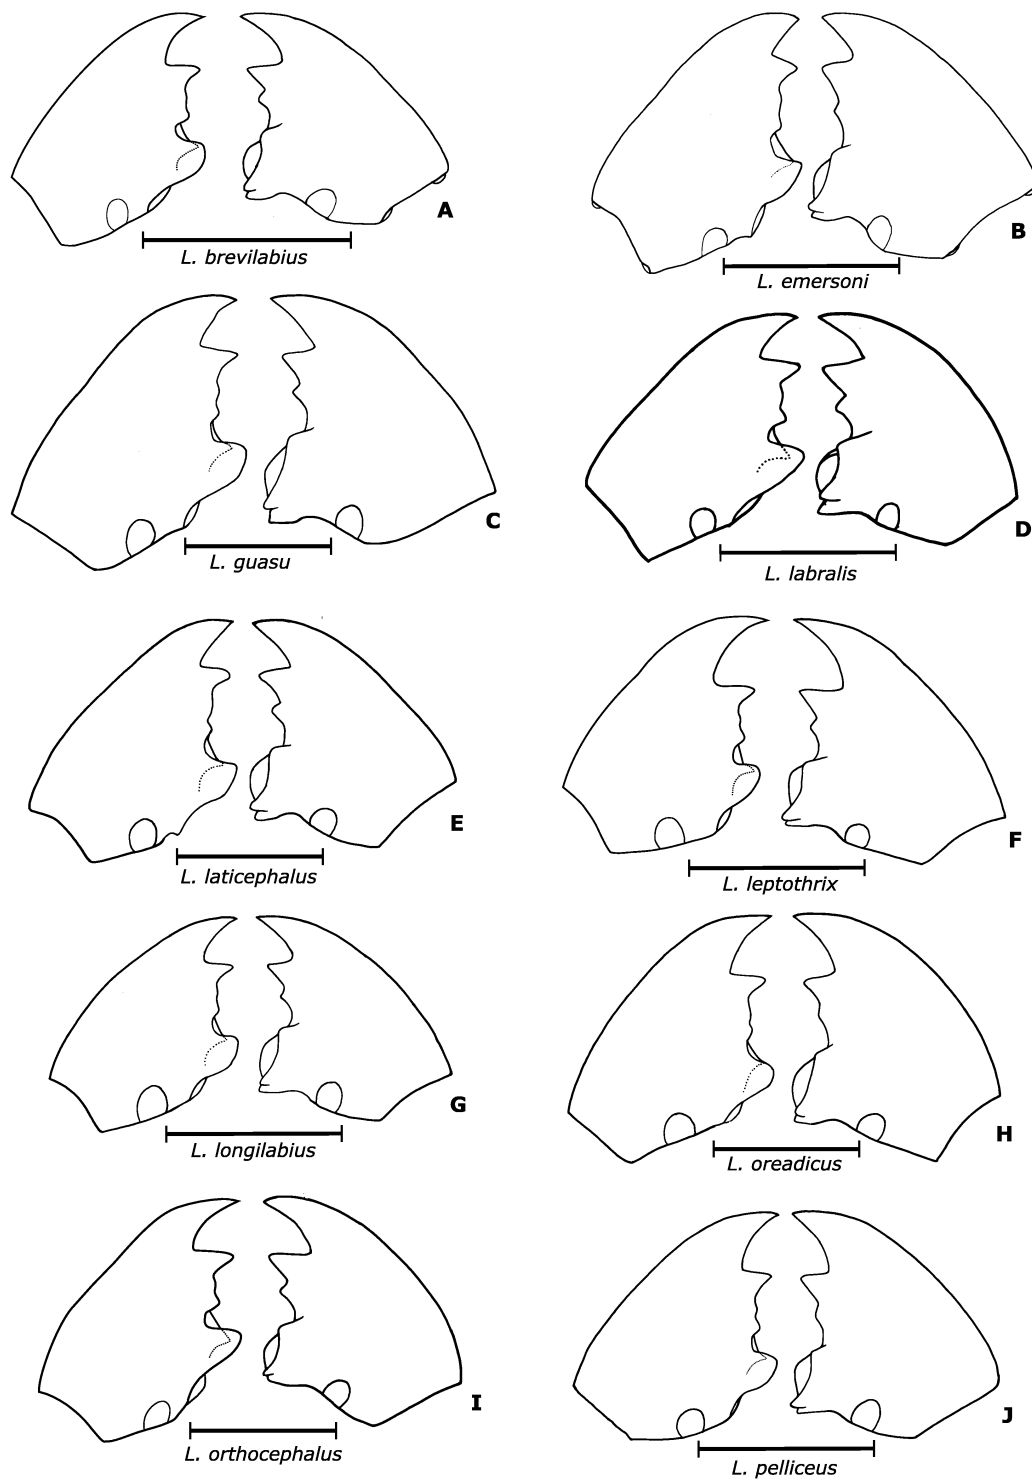 A
L. brevilabius
B
L. emersoni
C
L. guasu
D
L. labralis
E
L. laticephalus
F
L. leptothrix
G
L. longilabius
H
L. oreadicus
I
L. orthocephalus
J
L. pelliceus